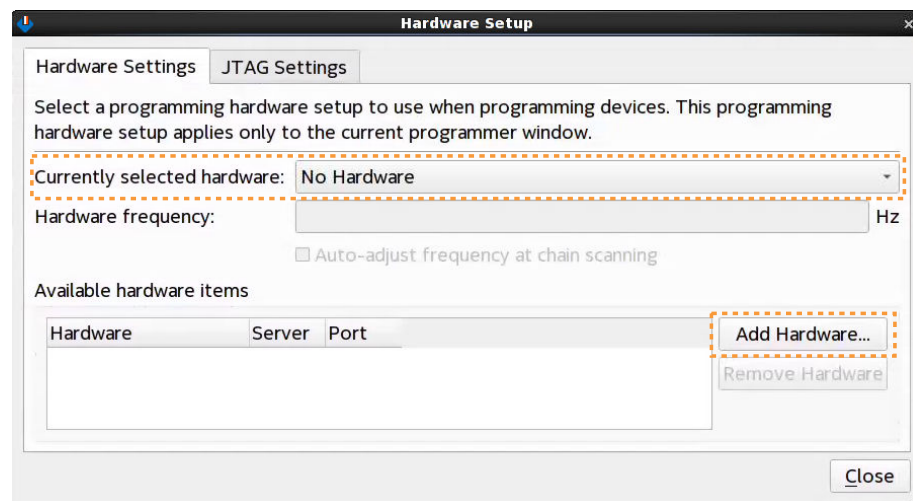 Hardware Setup
×
Hardware Settings JTAG Settings
Select a programming hardware setup to use when programming devices. This programming
hardware setup applies only to the current programmer window.
Currently selected hardware: No Hardware
Hardware frequency: Hz
Auto-adjust frequency at chain scanning
Available hardware items
Hardware Server Port
Add Hardware...
Remove Hardware
Close